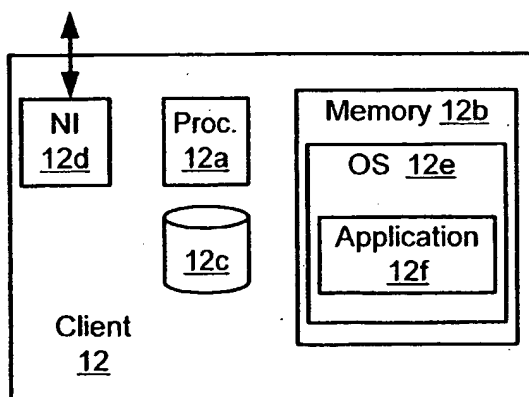 NI
12d
Proc.
12a
Memory 12b
OS 12e
Application
12f
12c
Client
12